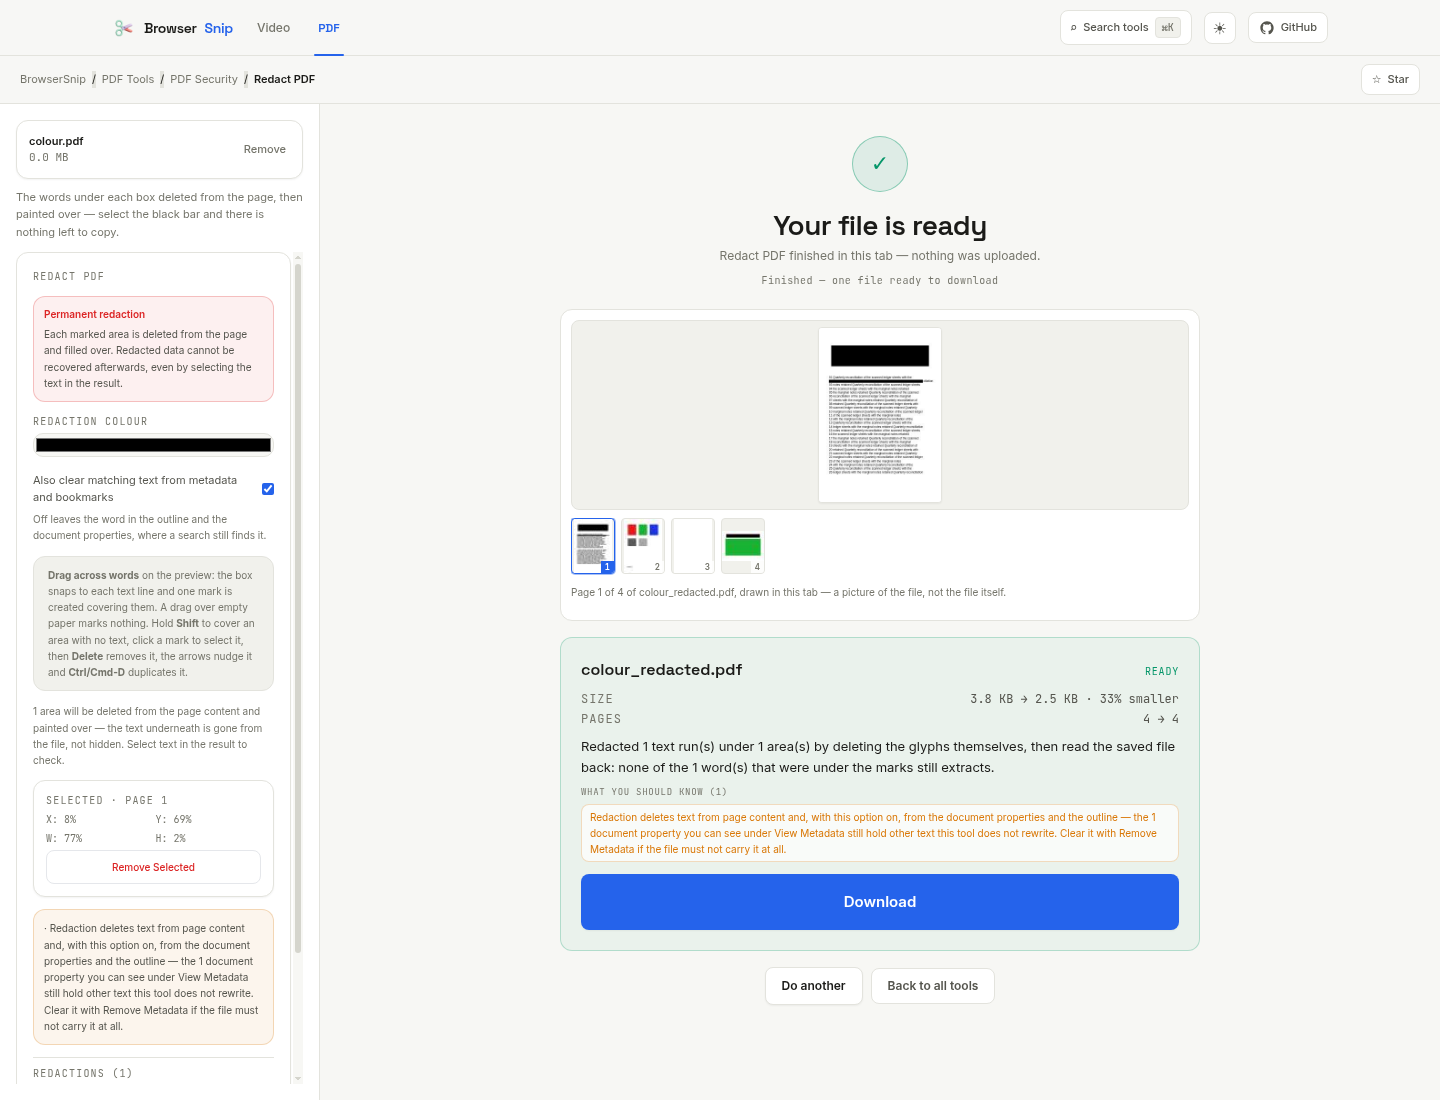 Browser Snip
Video
PDF
Search tools
⌘K
GitHub
BrowserSnip / PDF Tools / PDF Security / Redact PDF
☆ Star
colour.pdf
0.0 MB
Remove
The words under each box deleted from the page, then
painted over — select the black bar and there is
nothing left to copy.
REDACT PDF
Permanent redaction
Each marked area is deleted from the page
and filled over. Redacted data cannot be
recovered afterwards, even by selecting the
text in the result.
REDACTION COLOUR
Also clear matching text from metadata
and bookmarks
Off leaves the word in the outline and the
document properties, where a search still finds it.
Drag across words on the preview: the box
snaps to each text line and one mark is
created covering them. A drag over empty
paper marks nothing. Hold Shift to cover an
area with no text, click a mark to select it,
then Delete removes it, the arrows nudge it
and Ctrl/Cmd-D duplicates it.
1 area will be deleted from the page content and
painted over — the text underneath is gone from
the file, not hidden. Select text in the result to
check.
SELECTED · PAGE 1
X: 8%
Y: 69%
W: 77%
H: 2%
Remove Selected
· Redaction deletes text from page content
and, with this option on, from the document
properties and the outline — the 1 document
property you can see under View Metadata
still hold other text this tool does not rewrite.
Clear it with Remove Metadata if the file must
not carry it at all.
REDACTIONS (1)
✓
Your file is ready
Redact PDF finished in this tab — nothing was uploaded.
Finished — one file ready to download
1
2
3
4
Page 1 of 4 of colour_redacted.pdf, drawn in this tab — a picture of the file, not the file itself.
colour_redacted.pdf
READY
SIZE
3.8 KB → 2.5 KB · 33% smaller
PAGES
4 → 4
Redacted 1 text run(s) under 1 area(s) by deleting the glyphs themselves, then read the saved file
back: none of the 1 word(s) that were under the marks still extracts.
WHAT YOU SHOULD KNOW (1)
Redaction deletes text from page content and, with this option on, from the document properties and the outline — the 1
document property you can see under View Metadata still hold other text this tool does not rewrite. Clear it with Remove
Metadata if the file must not carry it at all.
Download
Do another
Back to all tools